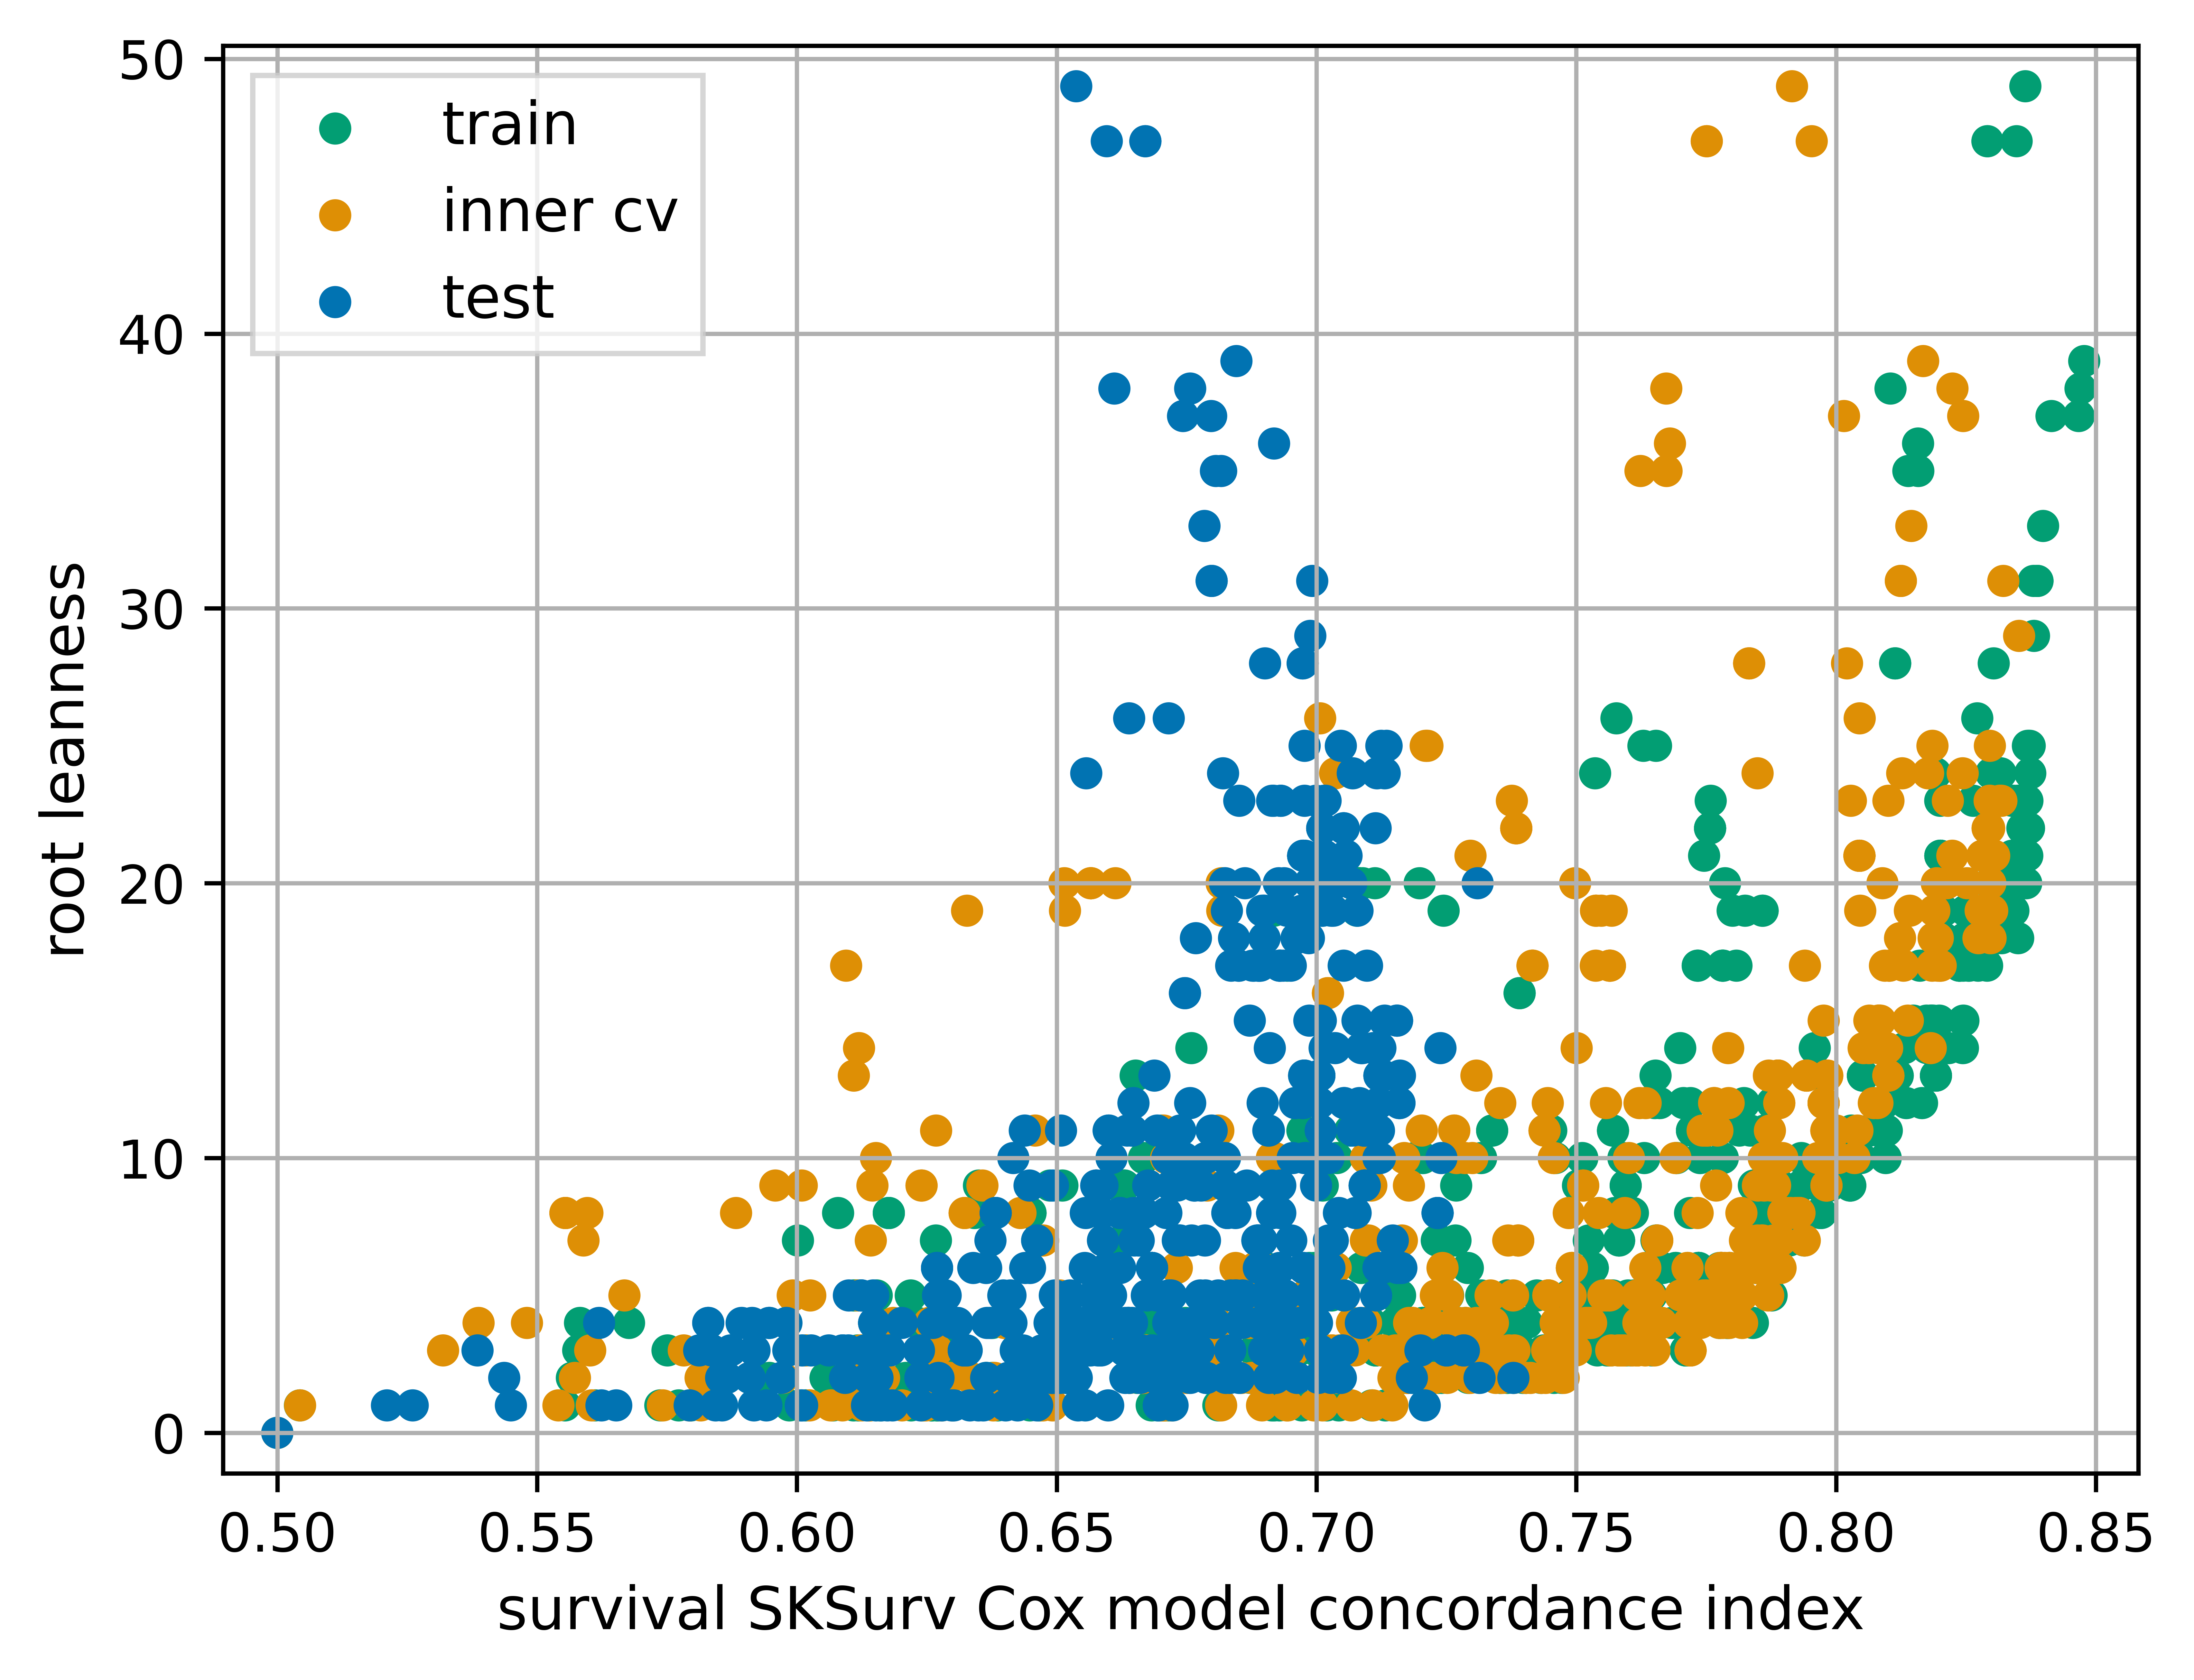 50
40
30
20
10
0
root leanness
train
inner cv
test
0.50 0.55 0.60 0.65 0.70 0.75 0.80 0.85
survival SKSurv Cox model concordance index